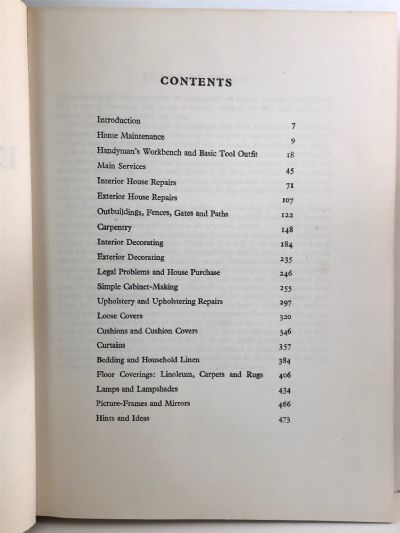 CONTENTS
Introduction 7
Home Maintenance 9
Handyman's Workbench and Basic Tool Outfit 18
Main Services 45
Interior House Repairs 71
Exterior House Repairs 107
Outbuildings, Fences, Gates and Paths 122
Carpentry 148
Interior Decorating 184
Exterior Decorating 235
Legal Problems and House Purchase 246
Simple Cabinet-Making 255
Upholstery and Upholstering Repairs 297
Loose Covers 320
Cushions and Cushion Covers 346
Curtains 357
Bedding and Household Linen 384
Floor Coverings: Linoleum, Carpets and Rugs 406
Lamps and Lampshades 434
Picture-Frames and Mirrors 466
Hints and Ideas 473